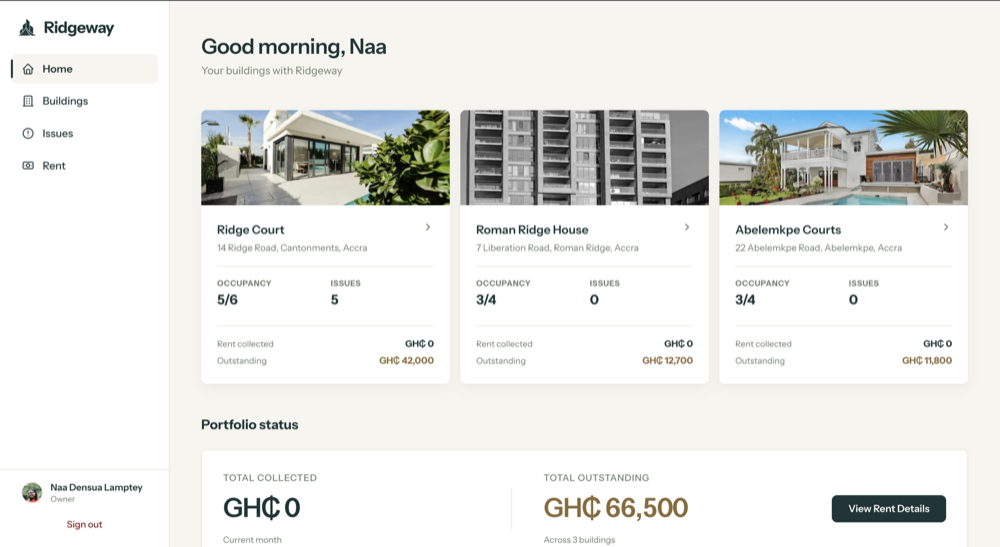 Ridgeway
Home
Buildings
Issues
Rent
Naa Densua Lamptey
Owner
Sign out
Good morning, Naa
Your buildings with Ridgeway
Ridge Court
14 Ridge Road, Cantonments, Accra
OCCUPANCY ISSUES
5/6 5
Rent collected GH₵ 0
Outstanding GH₵ 42,000
Roman Ridge House
7 Liberation Road, Roman Ridge, Accra
OCCUPANCY ISSUES
3/4 0
Rent collected GH₵ 0
Outstanding GH₵ 12,700
Abelemkpe Courts
22 Abelemkpe Road, Abelemkpe, Accra
OCCUPANCY ISSUES
3/4 0
Rent collected GH₵ 0
Outstanding GH₵ 11,800
Portfolio status
TOTAL COLLECTED
GH₵ 0
Current month
TOTAL OUTSTANDING
GH₵ 66,500
Across 3 buildings
View Rent Details